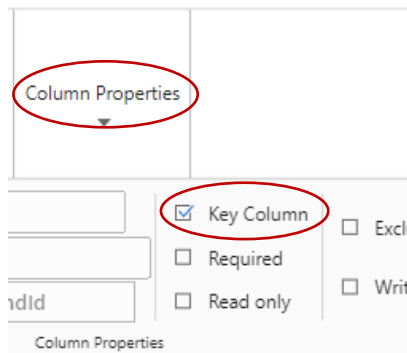 Column Properties
Key Column
Required
Read only
Column Properties